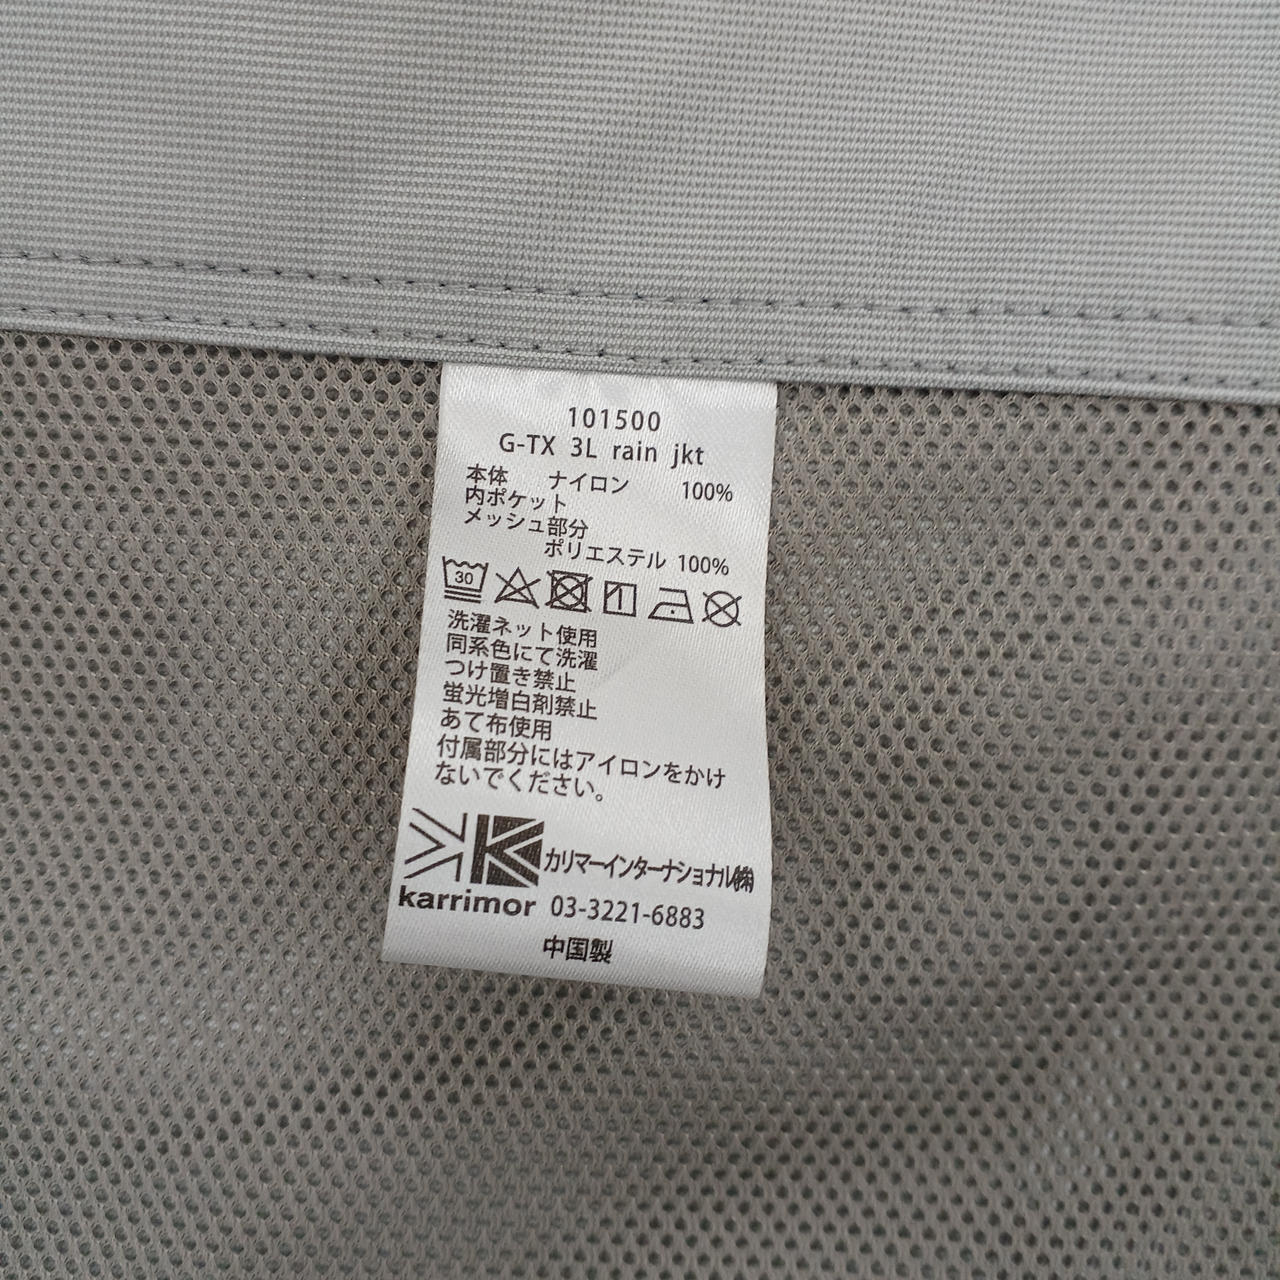 101500
G-TX 3L rain jkt
本体 ナイロン 100%
内ポケット
メッシュ部分
ポリエステル 100%
30
洗濯ネット使用
同系色にて洗濯
つけ置き禁止
蛍光増白剤禁止
あて布使用
付属部分にはアイロンをかけ
ないでください。
カリマーインターナショナル㈱
karrimor 03-3221-6883
中国製